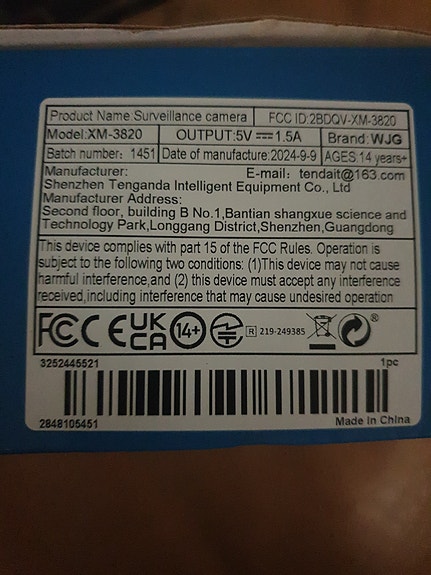 Product Name Surveillance camera FCC ID:2BDQV-XM-3820
Model:XM-3820 OUTPUT:5V⎓1.5A Brand:WJG
Batch number: 1451 Date of manufacture:2024-9-9 AGES:14 years+
Manufacturer: E-mail: tendait@163.com
Shenzhen Tenganda Intelligent Equipment Co., Ltd
Manufacturer Address:
Second floor, building B No.1,Bantian shangxue science and
Technology Park,Longgang District,Shenzhen,Guangdong
This device complies with part 15 of the FCC Rules. Operation is
subject to the following two conditions: (1)This device may not cause
harmful interference,and (2) this device must accept any interference
received,including interference that may cause undesired operation
FCC CE UKCA 14+ R 219-249385 ®
3252445521 1pc
2848105451 Made in China